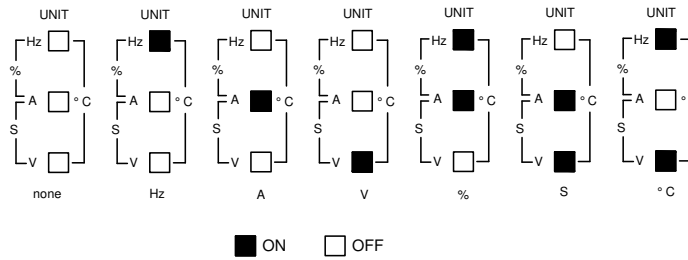 UNIT UNIT UNIT UNIT UNIT UNIT UNIT
Hz Hz Hz Hz Hz Hz Hz
% % % % % % %
A °C A °C A °C A °C A °C A °C A °
S S S S S S S
V V V V V V V
none Hz A V % S °C
ON OFF